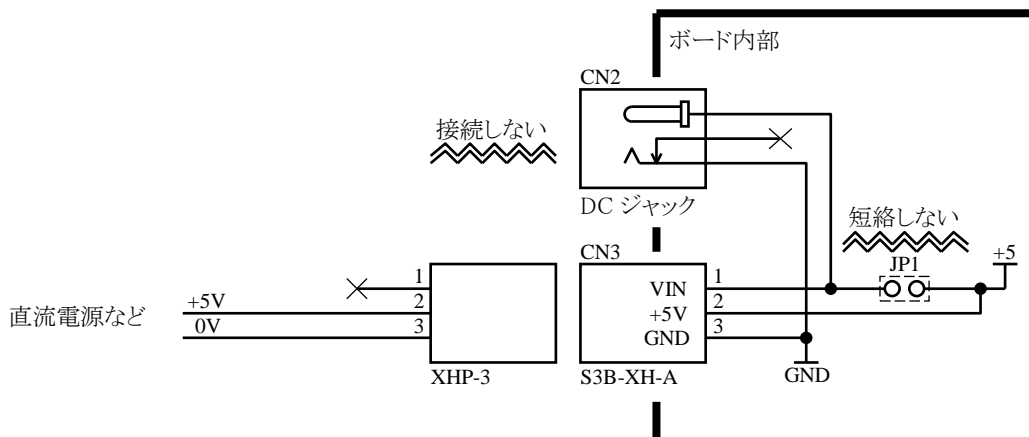 ボード内部
CN2
接続しない
DC ジャック
短絡しない
CN3
JP1
+5
1
VIN
1
直流電源など
+5V
2
+5V
2
0V
3
GND
3
XHP-3
S3B-XH-A
GND